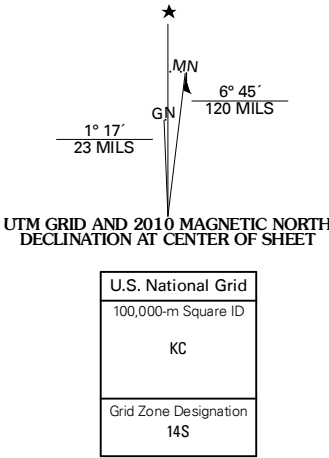 ★
MN
GN
6° 45´
120 MILS
1° 17´
23 MILS
UTM GRID AND 2010 MAGNETIC NORTH
DECLINATION AT CENTER OF SHEET
U.S. National Grid
100,000-m Square ID
KC
Grid Zone Designation
14S